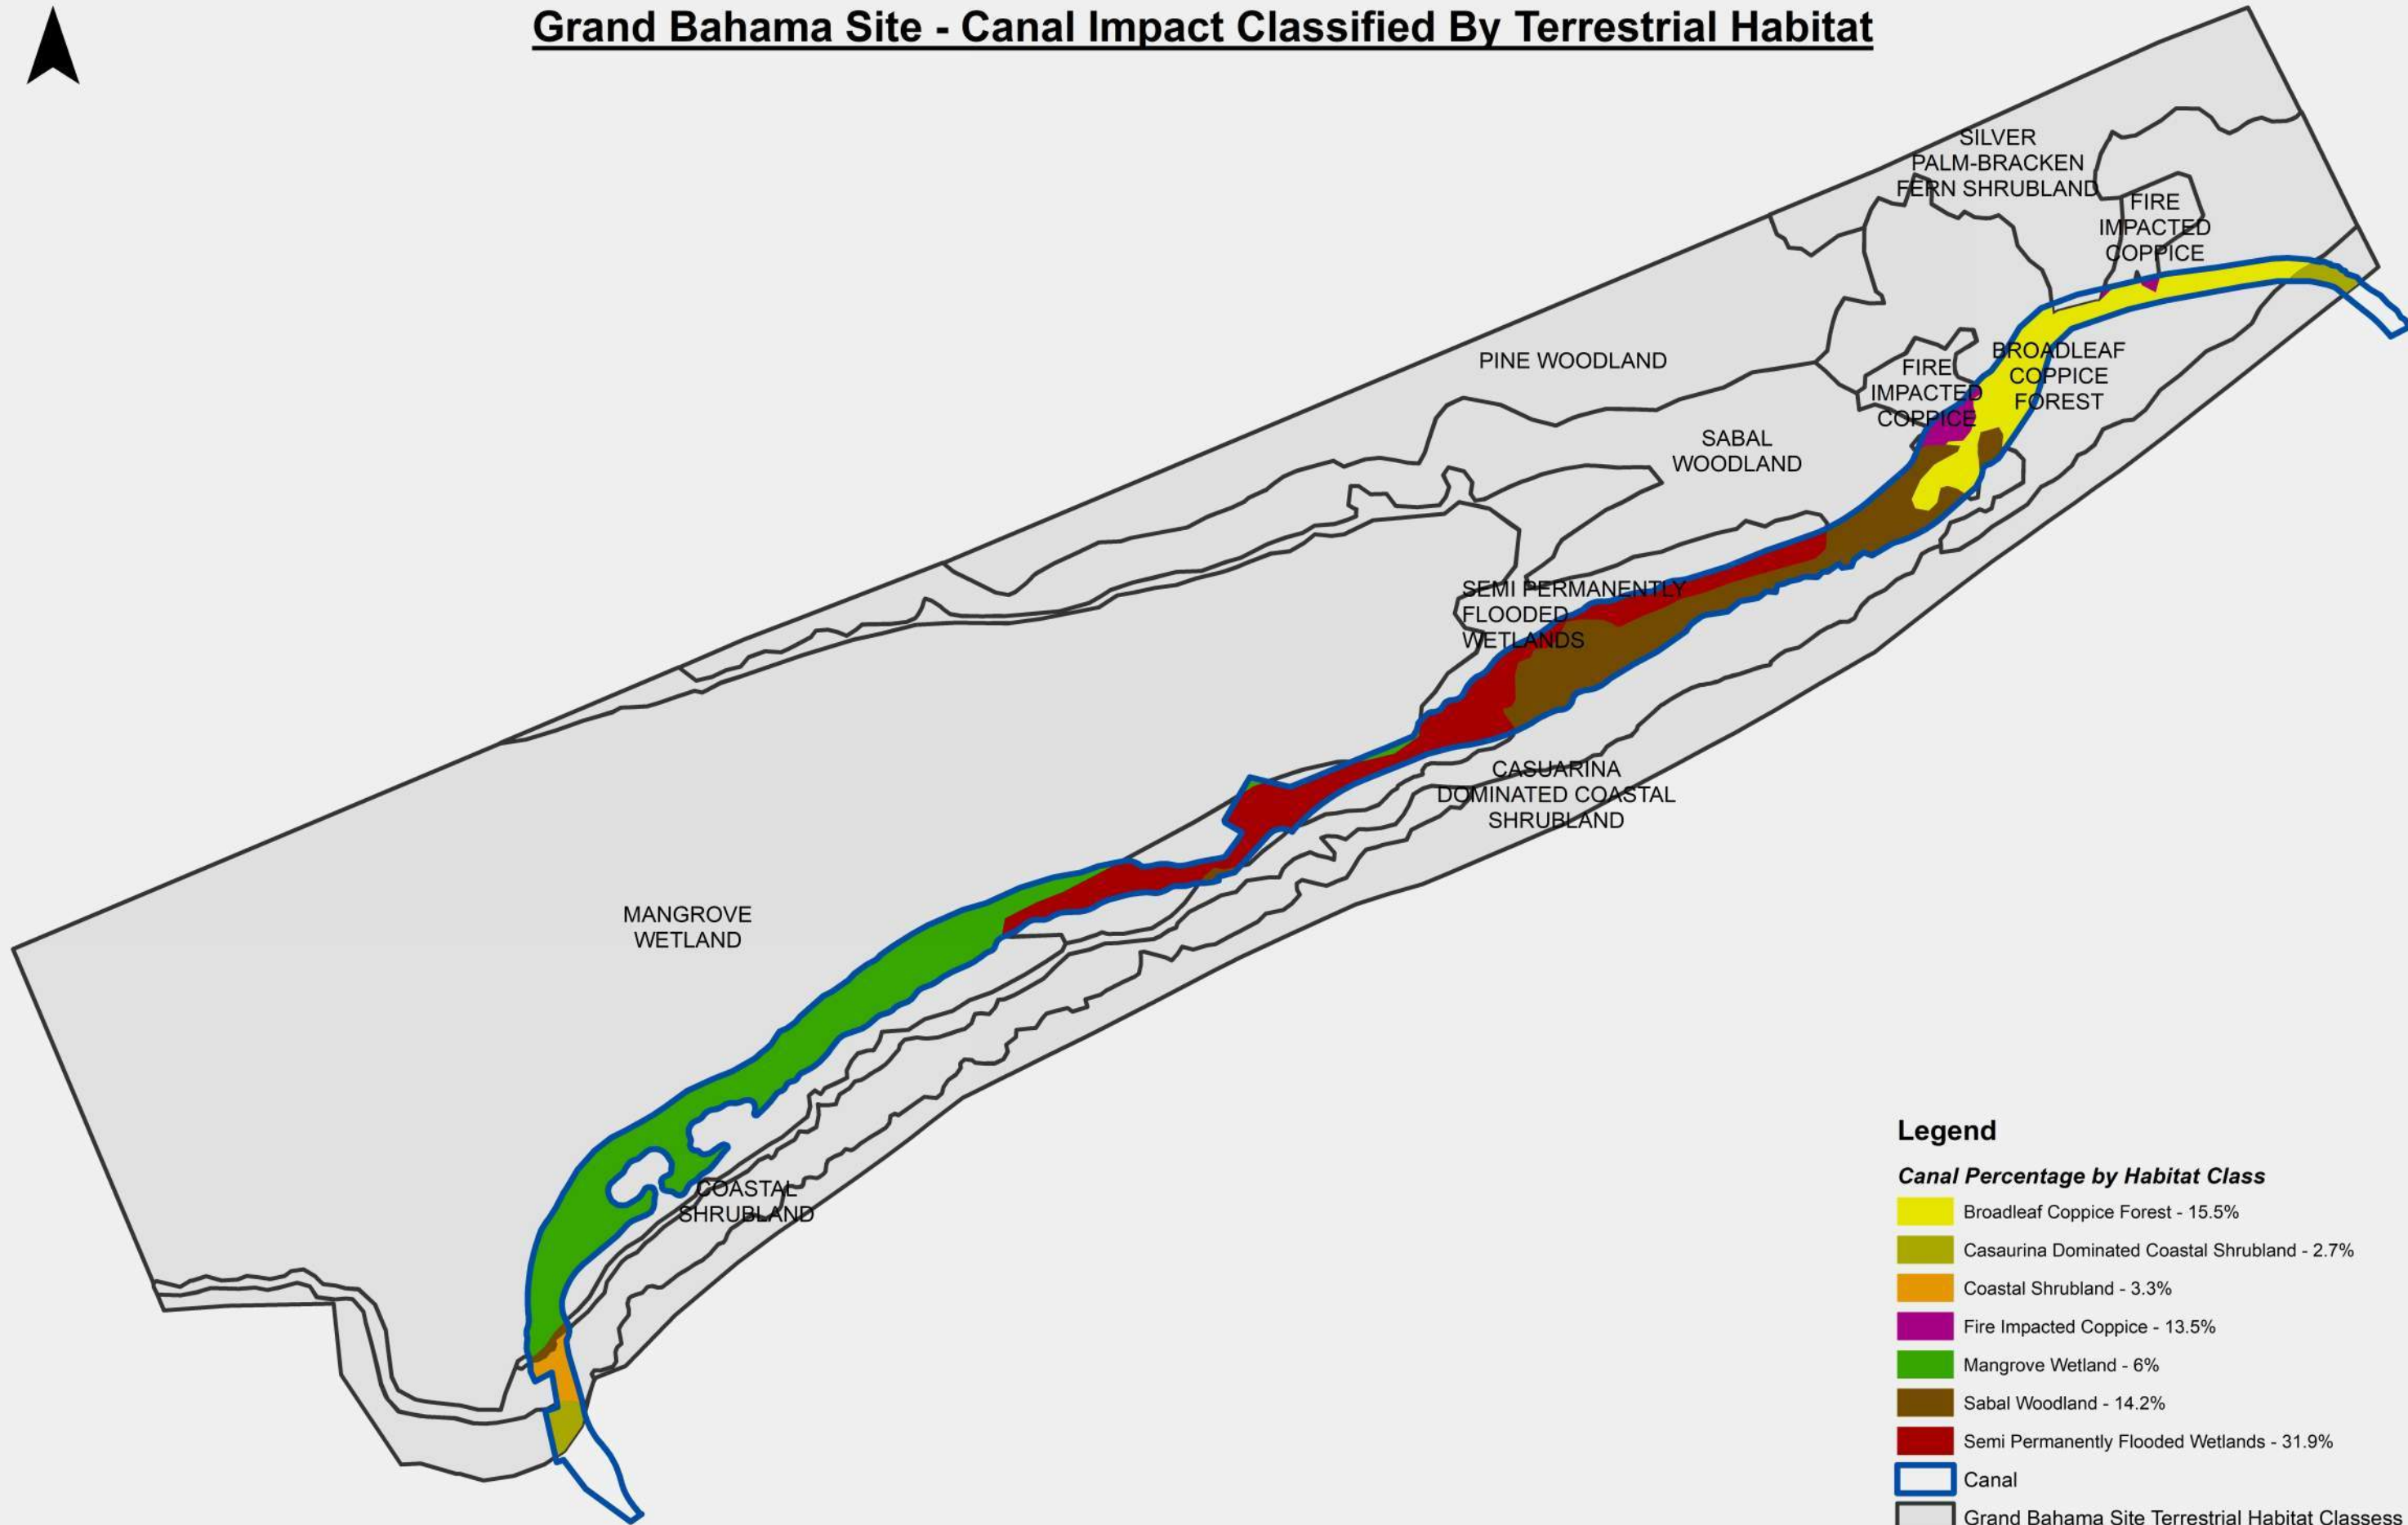 Grand Bahama Site - Canal Impact Classified By Terrestrial Habitat
SILVER
PALM-BRACKEN
FERN SHRUBLAND
FIRE
IMPACTED
COPPICE
PINE WOODLAND
BROADLEAF
COPPICE
FOREST
FIRE
IMPACTED
COPPICE
SABAL
WOODLAND
SEMI PERMANENTLY
FLOODED
WETLANDS
CASUARINA
DOMINATED COASTAL
SHRUBLAND
MANGROVE
WETLAND
COASTAL
SHRUBLAND
Legend
Canal Percentage by Habitat Class
Broadleaf Coppice Forest - 15.5%
Casaurina Dominated Coastal Shrubland - 2.7%
Coastal Shrubland - 3.3%
Fire Impacted Coppice - 13.5%
Mangrove Wetland - 6%
Sabal Woodland - 14.2%
Semi Permanently Flooded Wetlands - 31.9%
Canal
Grand Bahama Site Terrestrial Habitat Classess